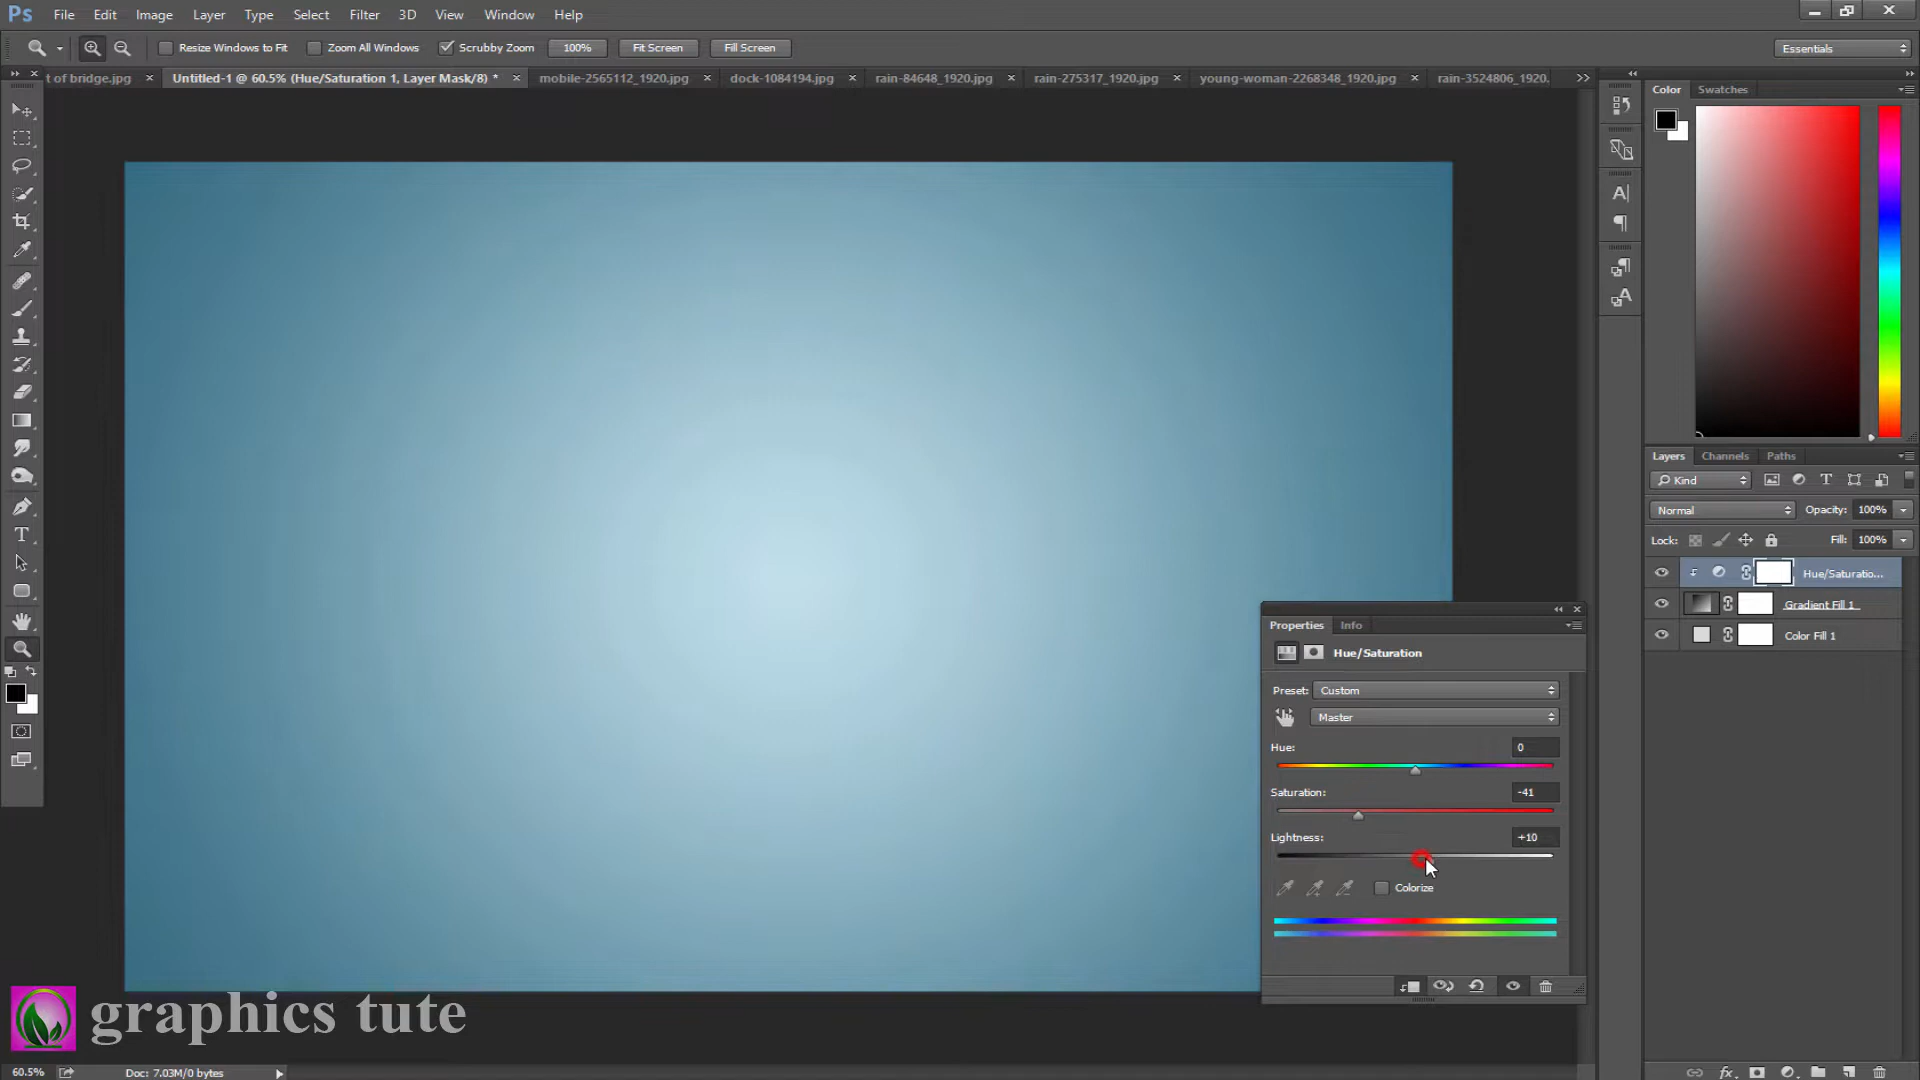 Ps File Edit Image Layer Type Select Filter 3D View Window Help
Resize Windows to Fit Zoom All Windows Scrubby Zoom 100% Fit Screen Fill Screen Essentials
t of bridge.jpg Untitled-1 @ 60.5% (Hue/Saturation 1, Layer Mask/8) * mobile-2565112_1920.jpg dock-1084194.jpg rain-84648_1920.jpg rain-275317_1920.jpg young-woman-2268348_1920.jpg rain-3524806_1920.
Color Swatches
Layers Channels Paths
Kind
Normal Opacity: 100%
Lock: Fill: 100%
Hue/Saturatio...
Gradient Fill 1
Color Fill 1
Properties Info
Hue/Saturation
Preset: Custom
Master
Hue: 0
Saturation: -41
Lightness: +10
Colorize
graphics tute
60.5% Doc: 7.03M/0 bytes